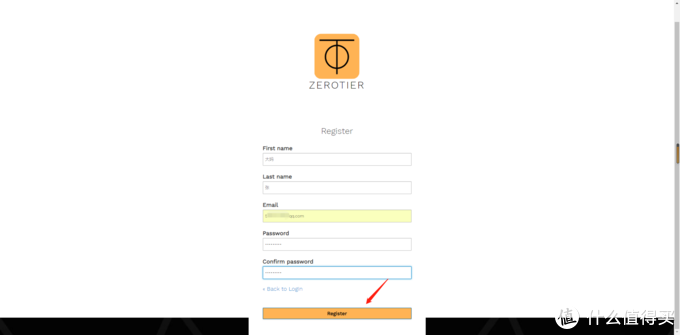 ZEROTIER
Register
First name
Last name
Email
qq.com
Password
Confirm password
« Back to Login
Register
值 什么值得买